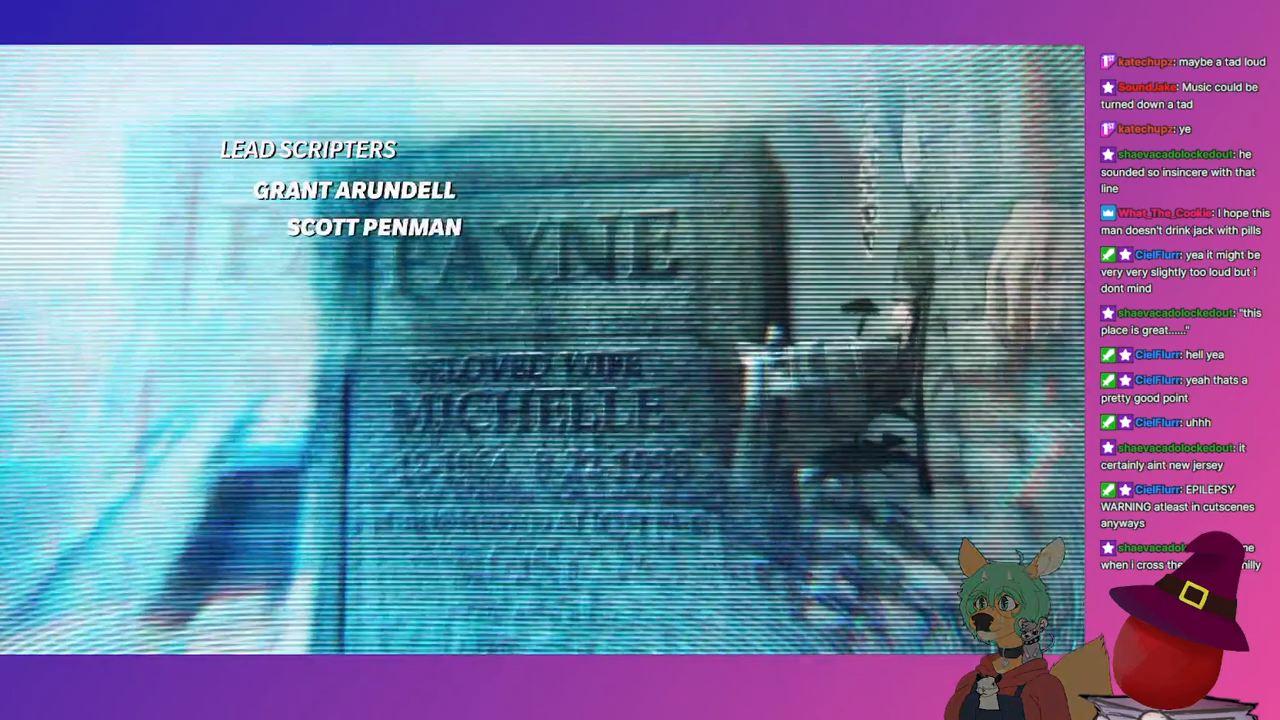 LEAD SCRIPTERS
GRANT ARUNDELL
SCOTT PENMAN
PAYNE
BELOVED WIFE
MICHELLE
katechupz: maybe a tad loud
SoundJake: Music could be
turned down a tad
katechupz: ye
shaevacadolockedout: he
sounded so insincere with that
line
What_The_Cookie: I hope this
man doesn't drink jack with pills
CielFlurr: yea it might be
very very slightly too loud but i
dont mind
shaevacadolockedout: "this
place is great......"
CielFlurr: hell yea
CielFlurr: yeah thats a
pretty good point
CielFlurr: uhhh
shaevacadolockedout: it
certainly aint new jersey
CielFlurr: EPILEPSY
WARNING atleast in cutscenes
anyways
when i cross